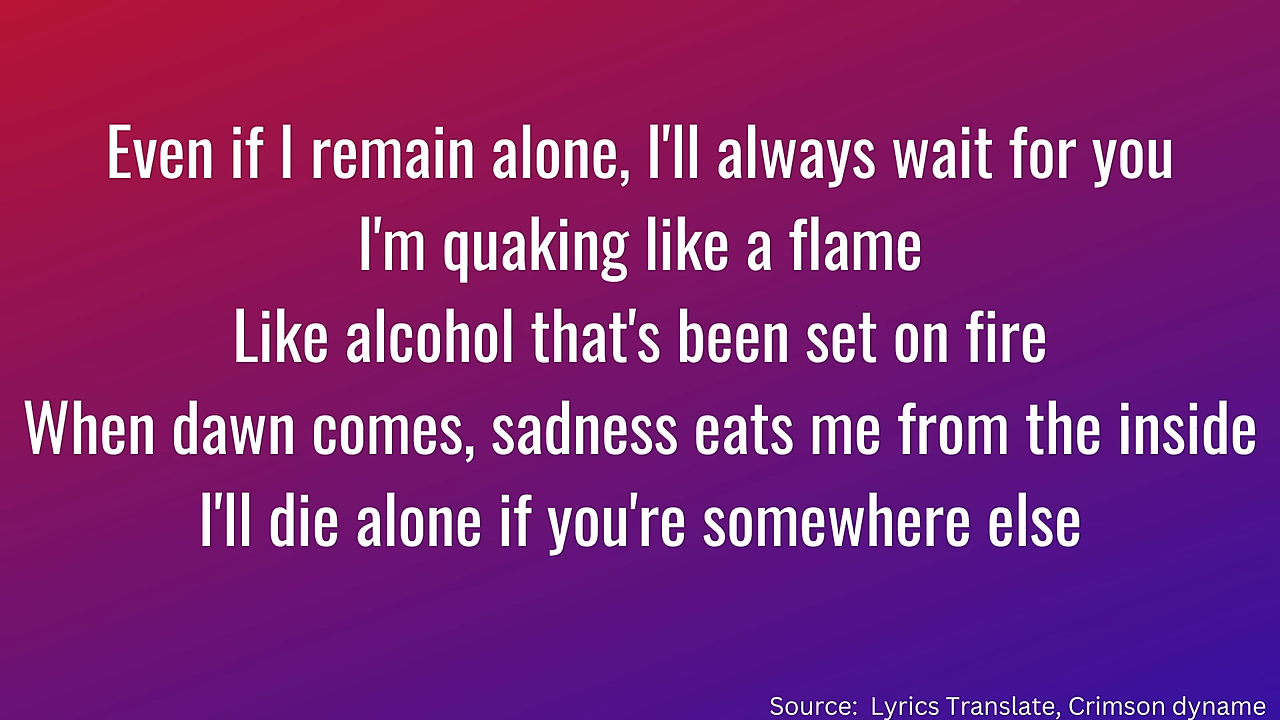 Even if I remain alone, I'll always wait for you
I'm quaking like a flame
Like alcohol that's been set on fire
When dawn comes, sadness eats me from the inside
I'll die alone if you're somewhere else
Source: Lyrics Translate, Crimson dyname